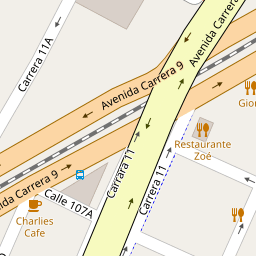 Carrera 11A
Avenida Carrera 9
Avenida Carrera 9
Gio
Restaurante
Zoé
Carrara 11
Carrera 11
nida Carrera 9
Calle 107A
Charlies
Cafe